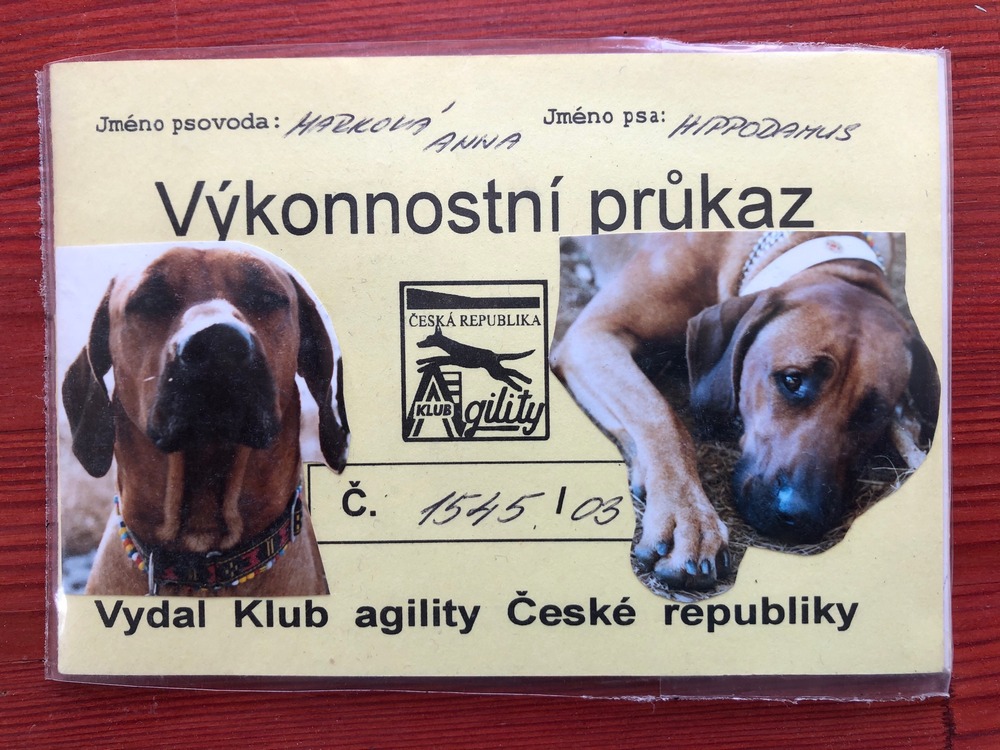 Jméno psovoda: MARKOVÁ ANNA
Jméno psa: HIPPODAMUS
Výkonnostní průkaz
ČESKÁ REPUBLIKA
KLUB Agility
Č. 1545 / 03
Vydal Klub agility České republiky